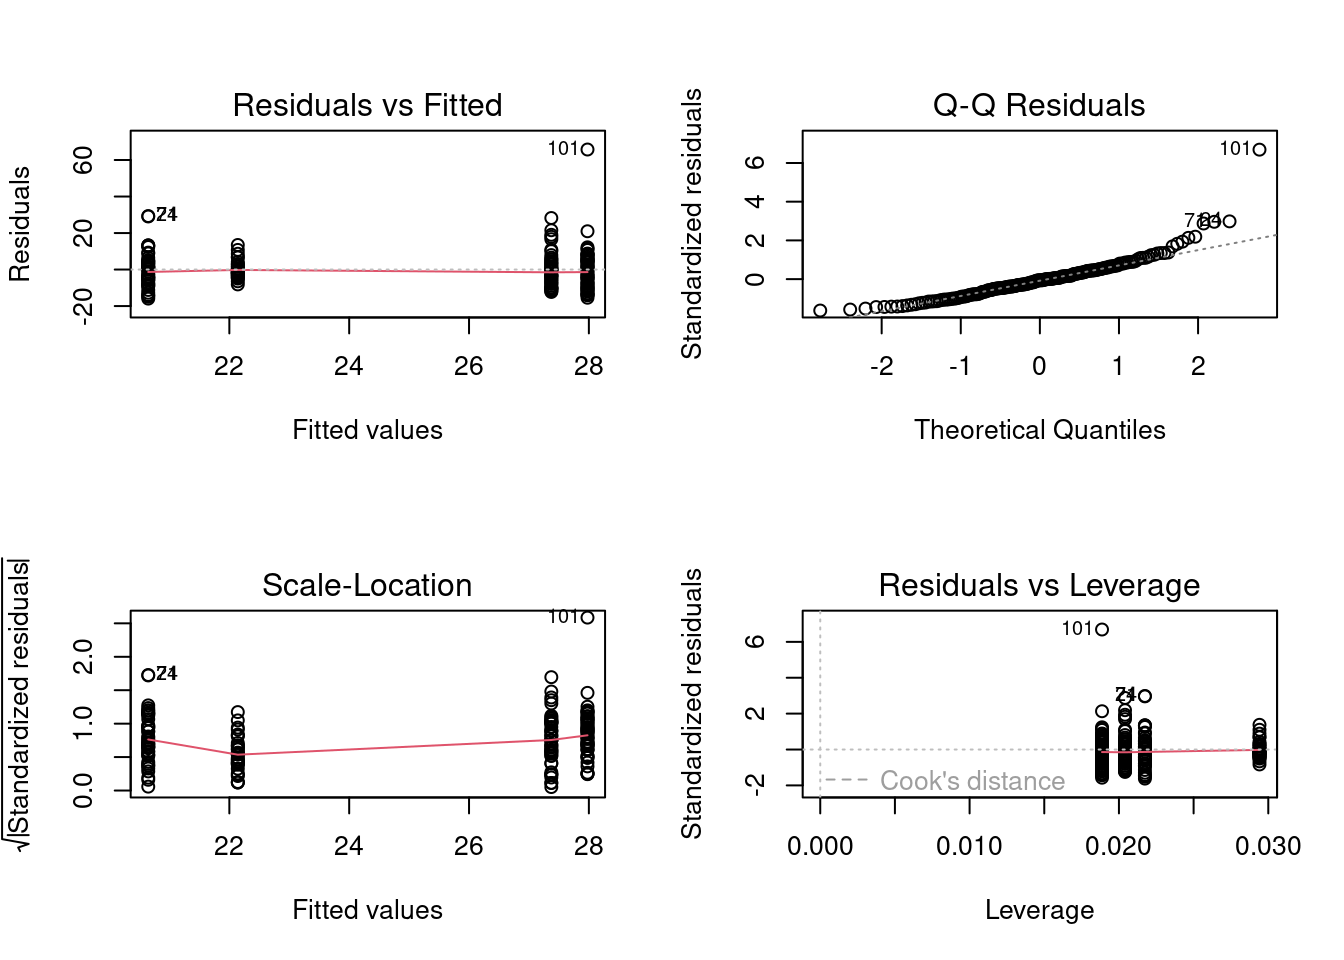 Residuals vs Fitted
Residuals
-20
20
60
101
22
24
26
28
Fitted values
Q-Q Residuals
Standardized residuals
0
2
4
6
101
-2
-1
0
1
2
Theoretical Quantiles
Scale-Location
√|Standardized residuals|
0.0
1.0
2.0
101
22
24
26
28
Fitted values
Residuals vs Leverage
Standardized residuals
-2
2
6
101
Cook's distance
0.000
0.010
0.020
0.030
Leverage